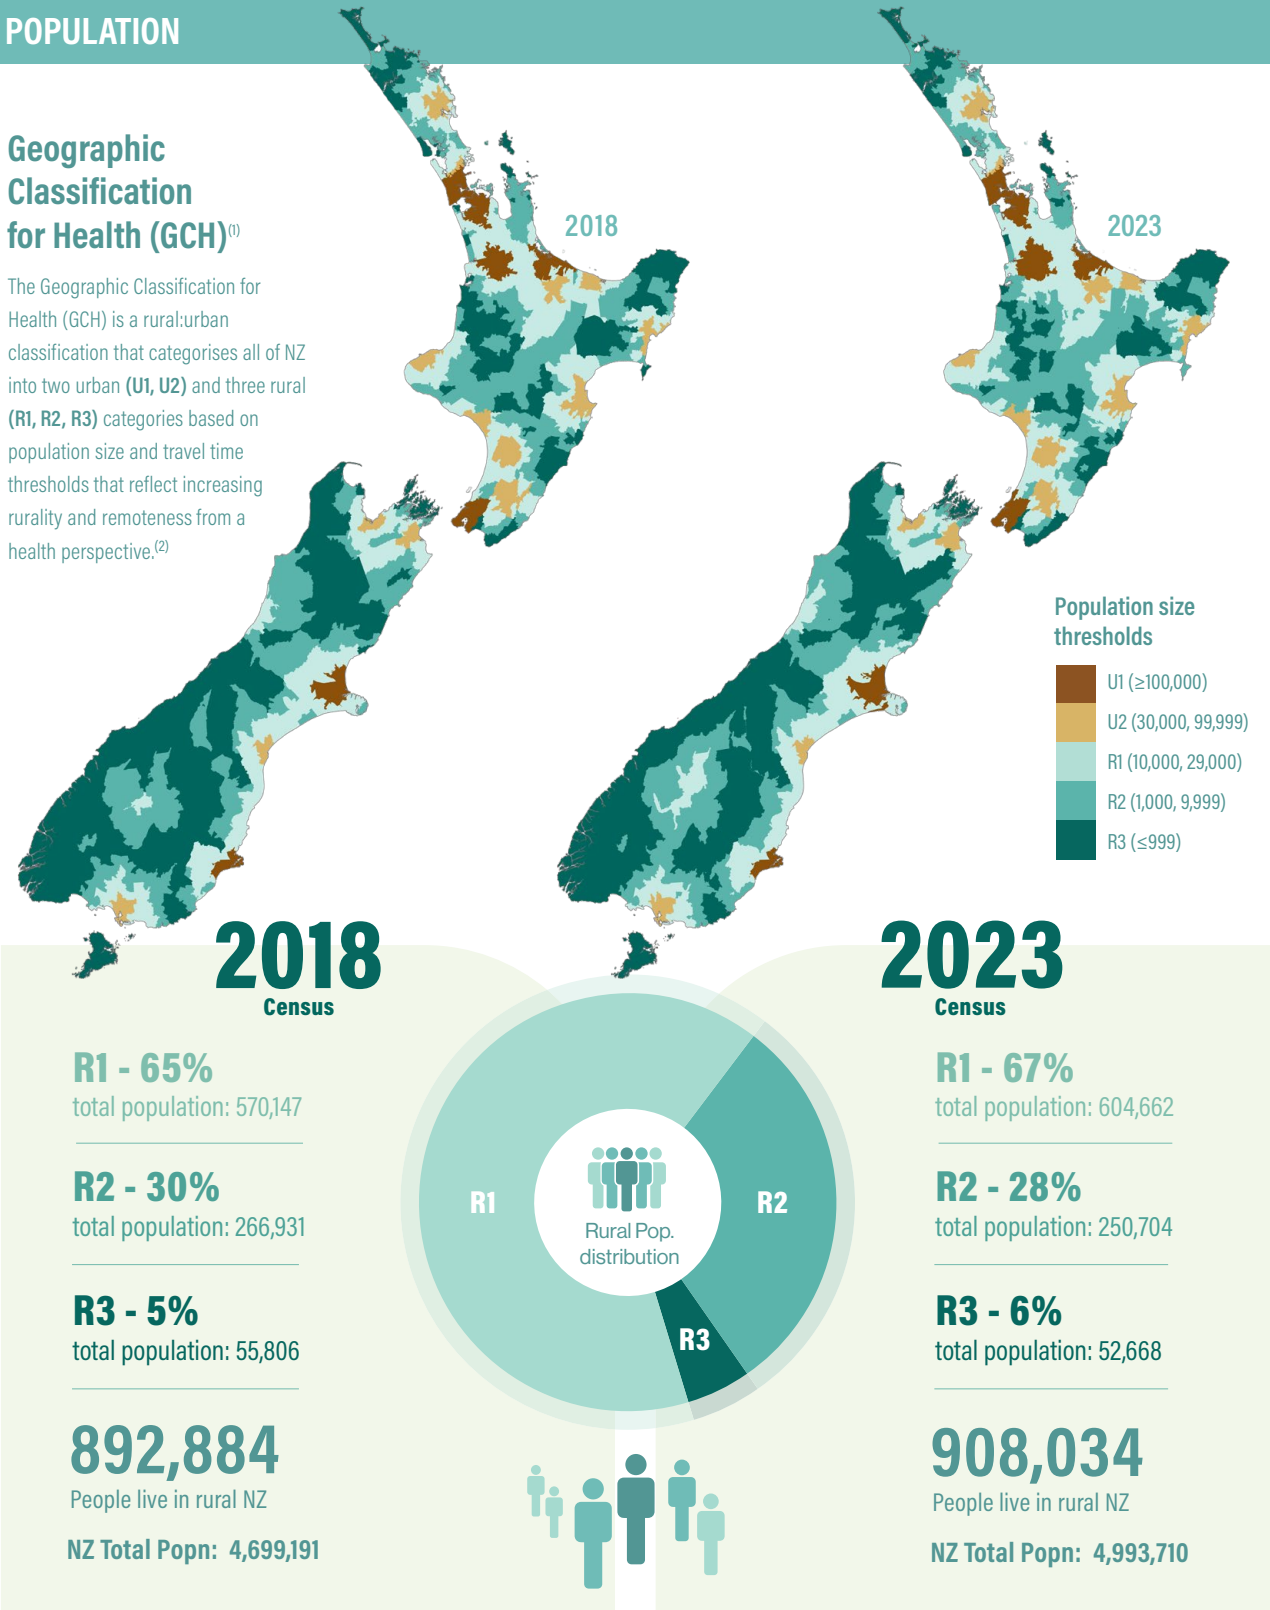 POPULATION
Geographic
Classification
for Health (GCH)(1)
The Geographic Classification for
Health (GCH) is a rural:urban
classification that categorises all of NZ
into two urban (U1, U2) and three rural
(R1, R2, R3) categories based on
population size and travel time
thresholds that reflect increasing
rurality and remoteness from a
health perspective.(2)
2018
2023
Population size
thresholds
U1 (≥100,000)
U2 (30,000, 99,999)
R1 (10,000, 29,000)
R2 (1,000, 9,999)
R3 (≤999)
2018
Census
R1 - 65%
total population: 570,147
R2 - 30%
total population: 266,931
R3 - 5%
total population: 55,806
892,884
People live in rural NZ
NZ Total Popn: 4,699,191
R1
R2
R3
Rural Pop.
distribution
2023
Census
R1 - 67%
total population: 604,662
R2 - 28%
total population: 250,704
R3 - 6%
total population: 52,668
908,034
People live in rural NZ
NZ Total Popn: 4,993,710